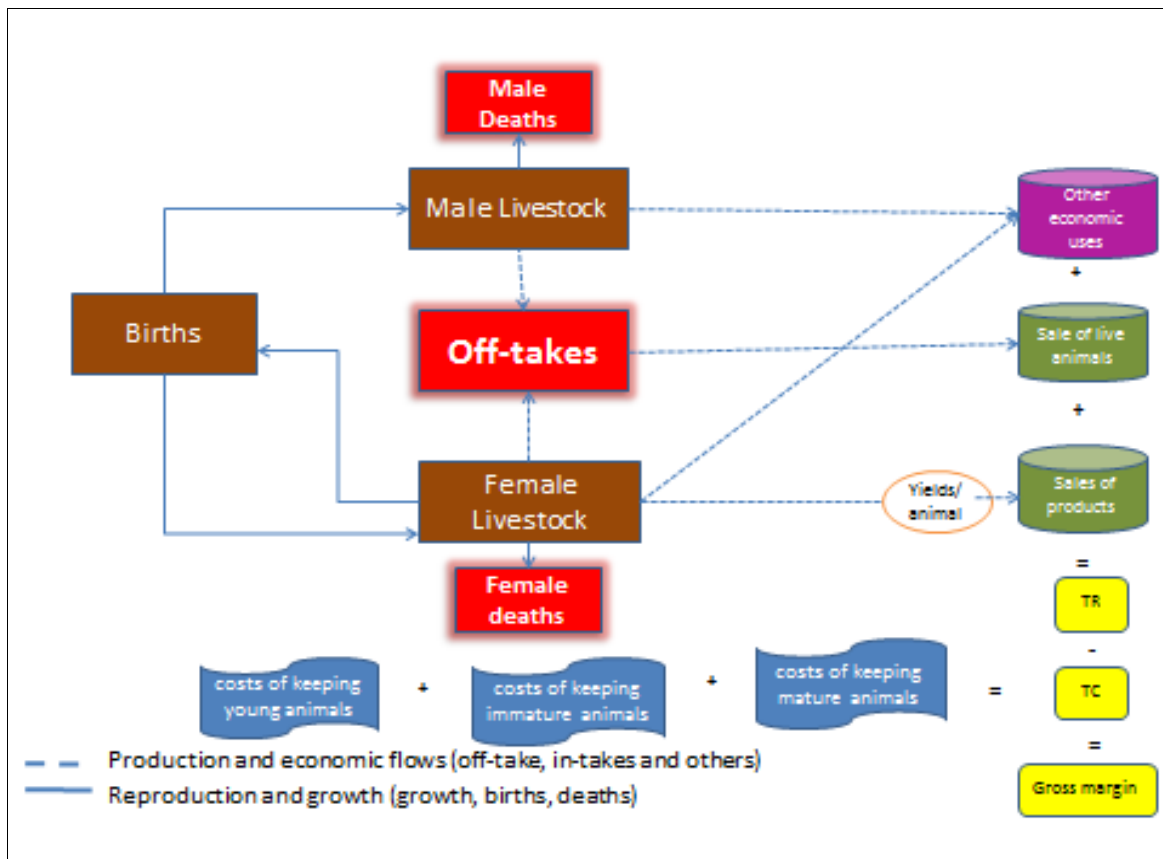 Male
Deaths
Male Livestock
Other
economic
uses
+
Births
Off-takes
Sale of live
animals
+
Female
Livestock
Yields/
animal
Sales of
products
=
Female
deaths
TR
-
costs of keeping
young animals
+
costs of keeping
immature animals
+
costs of keeping
mature animals
=
TC
=
Production and economic flows (off-take, in-takes and others)
Reproduction and growth (growth, births, deaths)
Gross margin